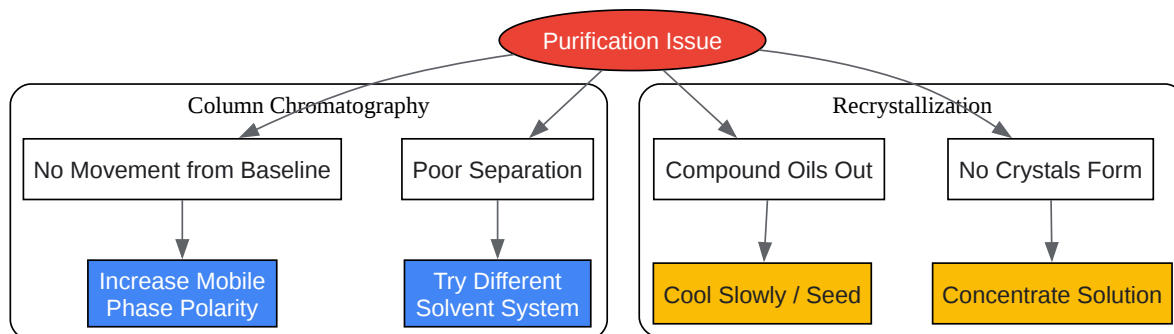 Purification Issue
Column Chromatography
Recrystallization
No Movement from Baseline
Poor Separation
Compound Oils Out
No Crystals Form
Increase Mobile
Phase Polarity
Try Different
Solvent System
Cool Slowly / Seed
Concentrate Solution